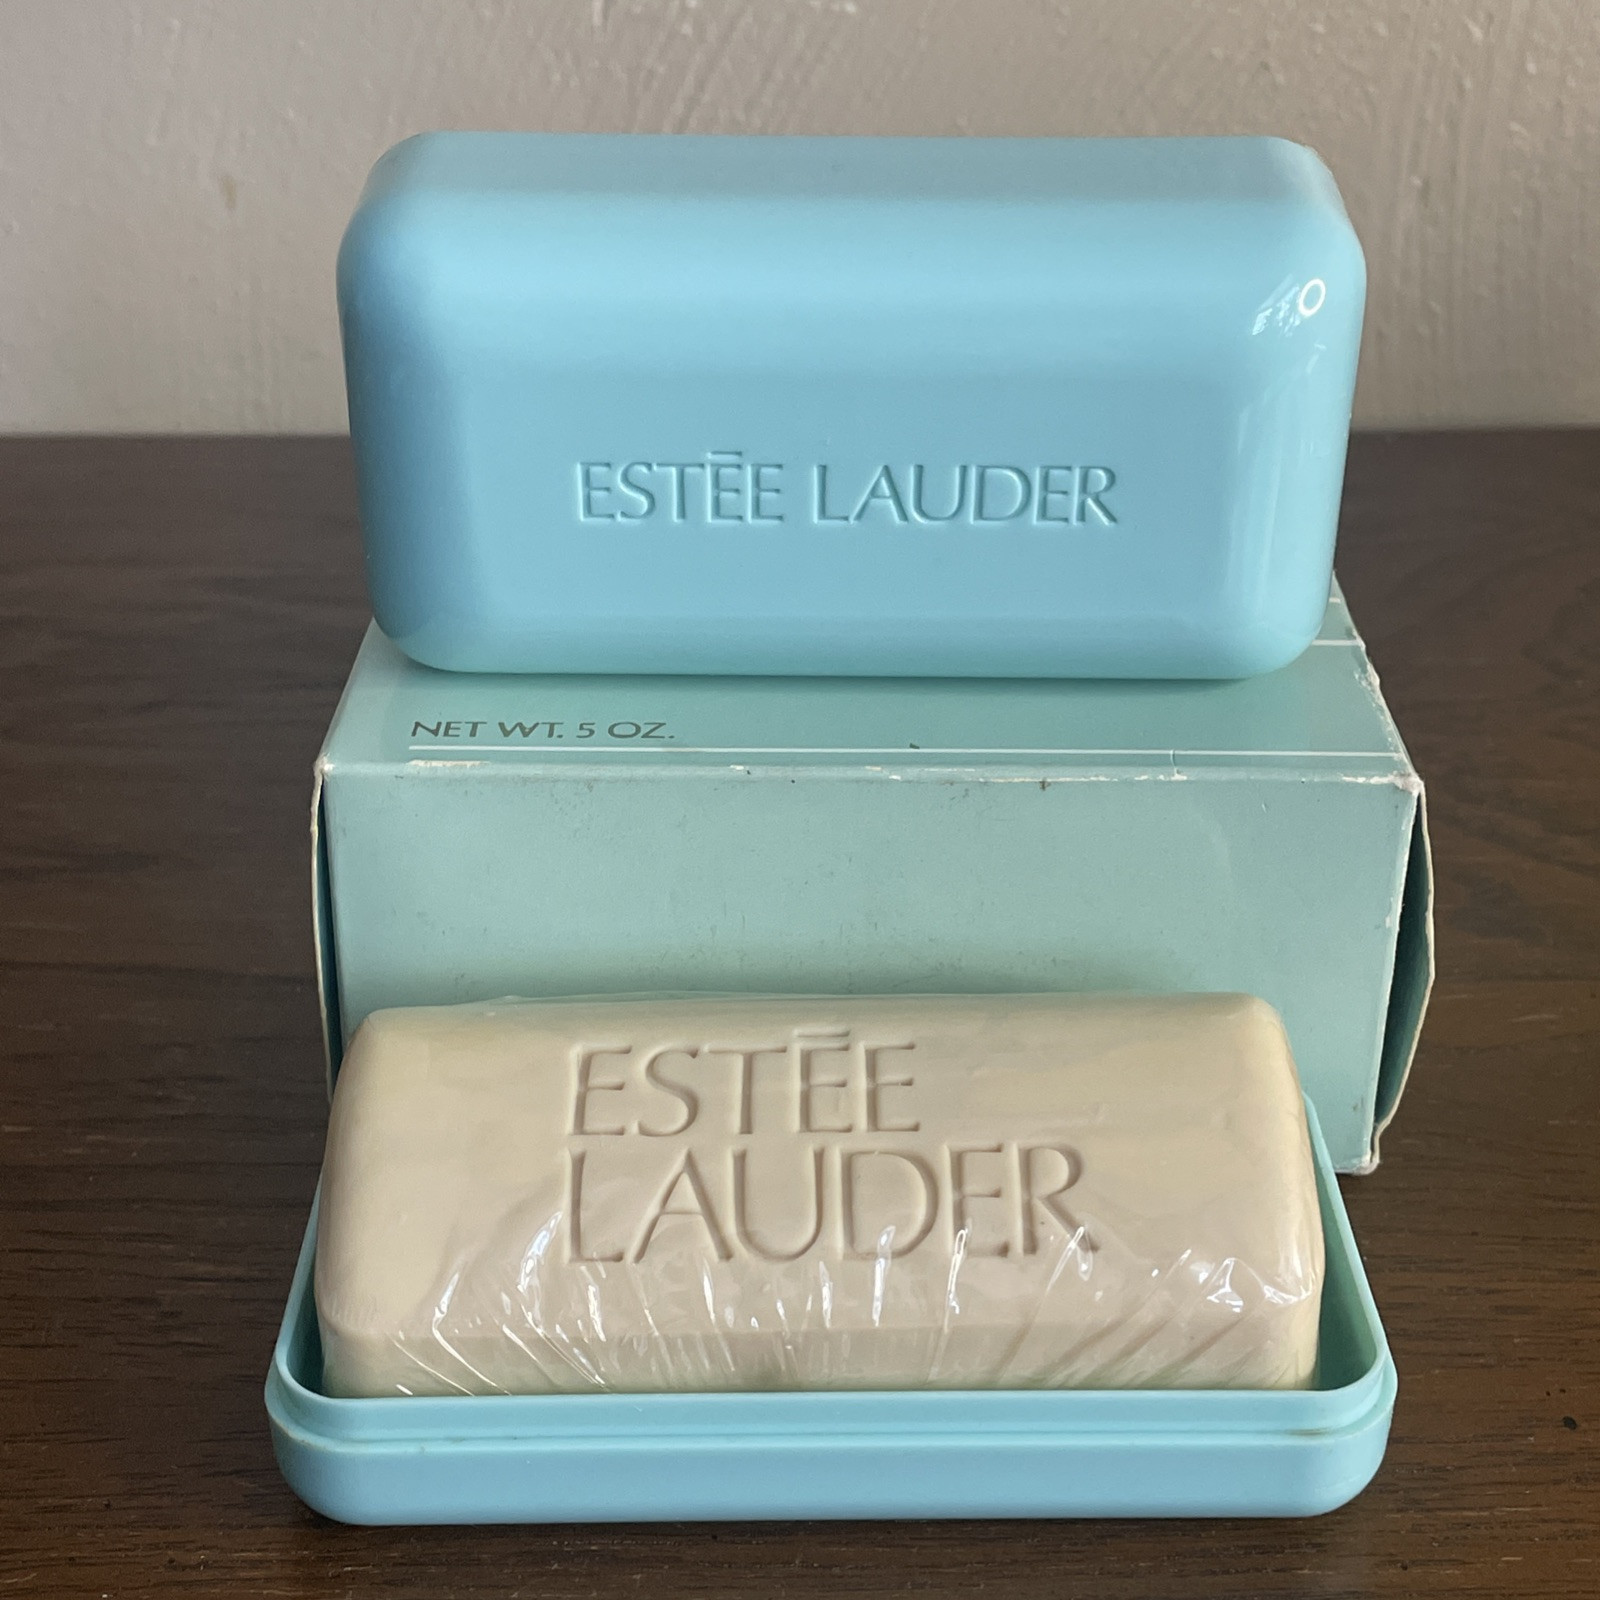 ESTĒE LAUDER
NET WT. 5 OZ.
ESTĒE
LAUDER